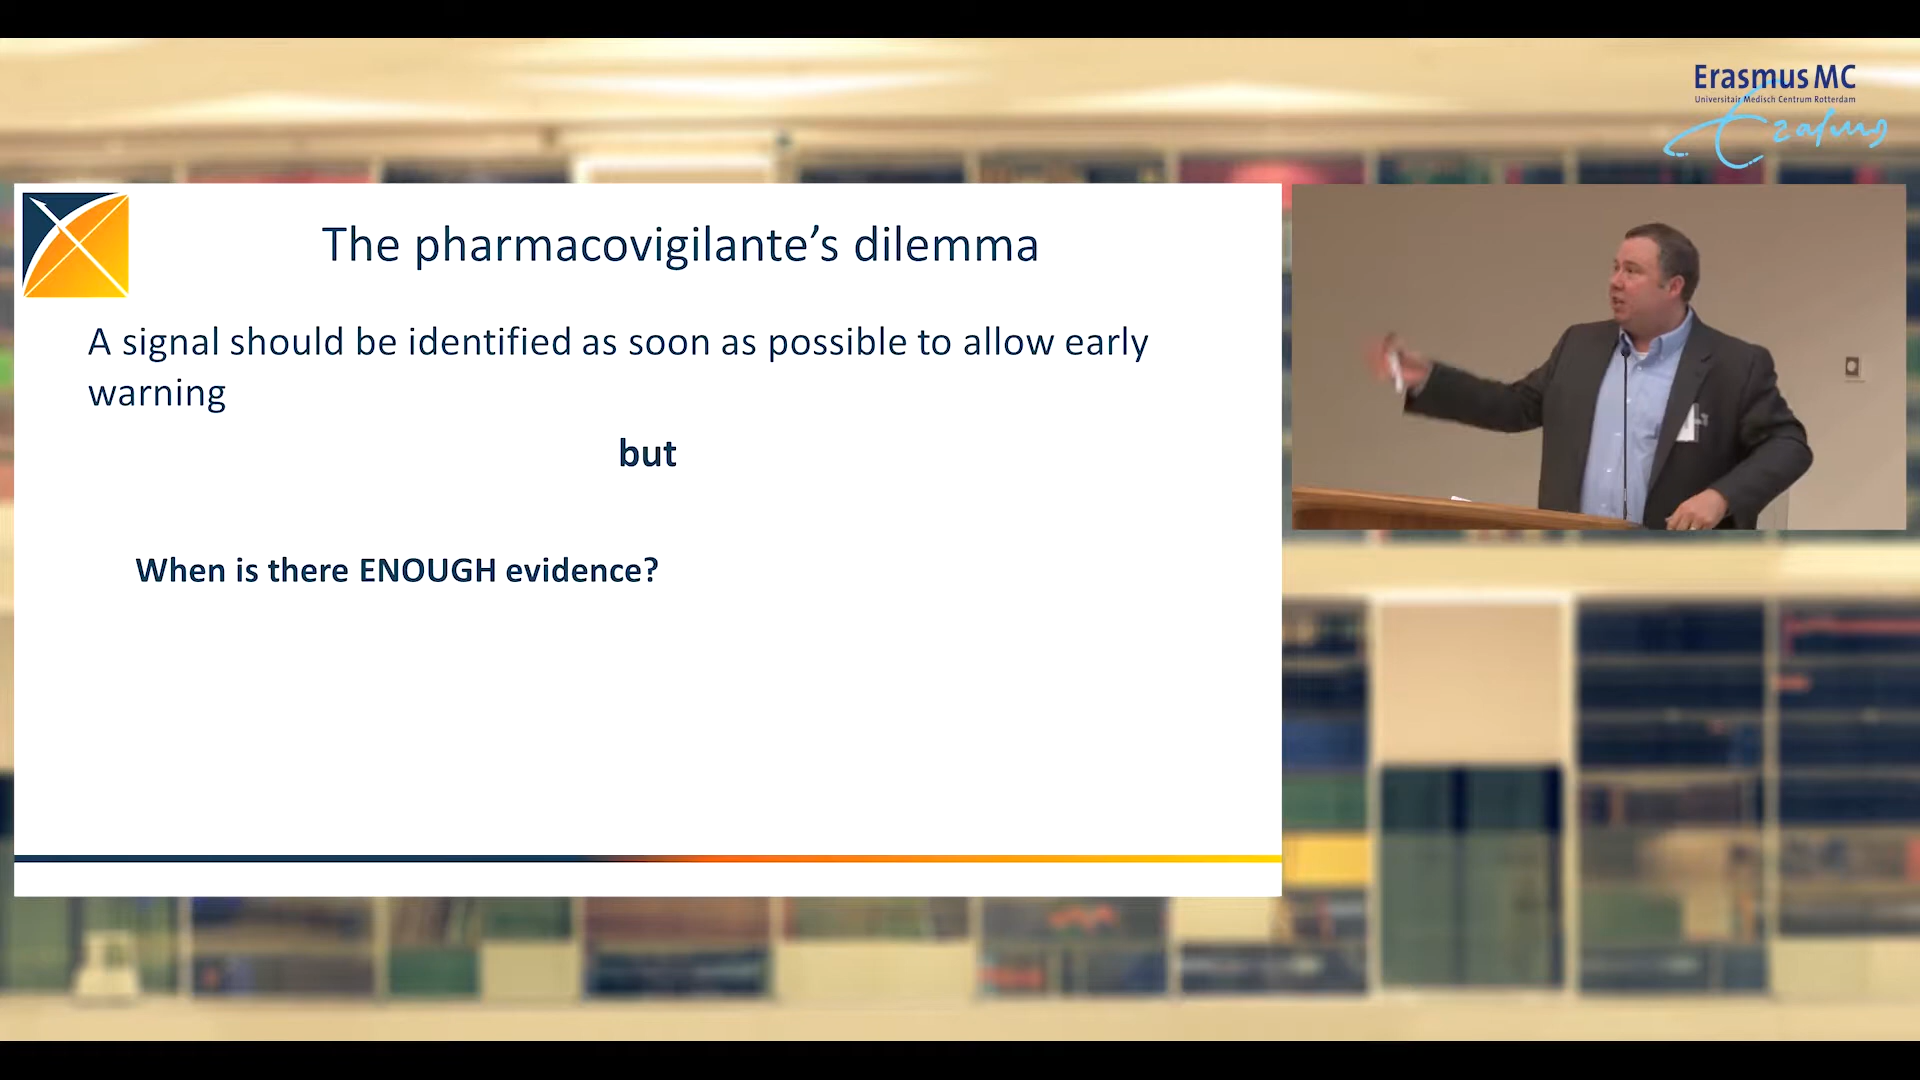 Erasmus MC
Universitair Medisch Centrum Rotterdam
Erasmus
The pharmacovigilante’s dilemma
A signal should be identified as soon as possible to allow early
warning
but
When is there ENOUGH evidence?